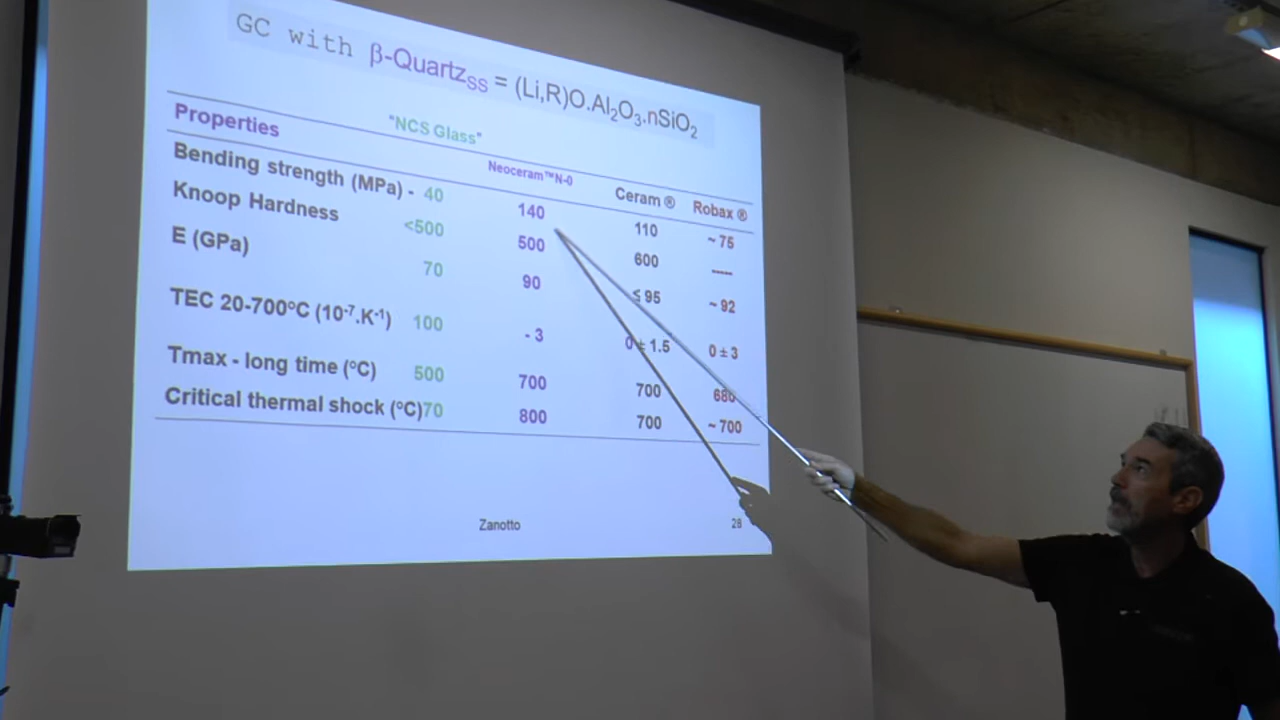 GC with β-Quartz_SS = (Li,R)O.Al₂O₃.nSiO₂
Properties "NCS Glass" Neoceram™N-0 Ceram ® Robax ®
Bending strength (MPa) - 40 140 110 ~ 75
Knoop Hardness <500 500 600 ----
E (GPa) 70 90 ≤ 95 ~ 92
TEC 20-700°C (10⁻⁷.K⁻¹) 100 - 3 0 ± 1.5 0 ± 3
Tmax - long time (°C) 500 700 700 680
Critical thermal shock (°C)70 800 700 ~ 700
Zanotto 28